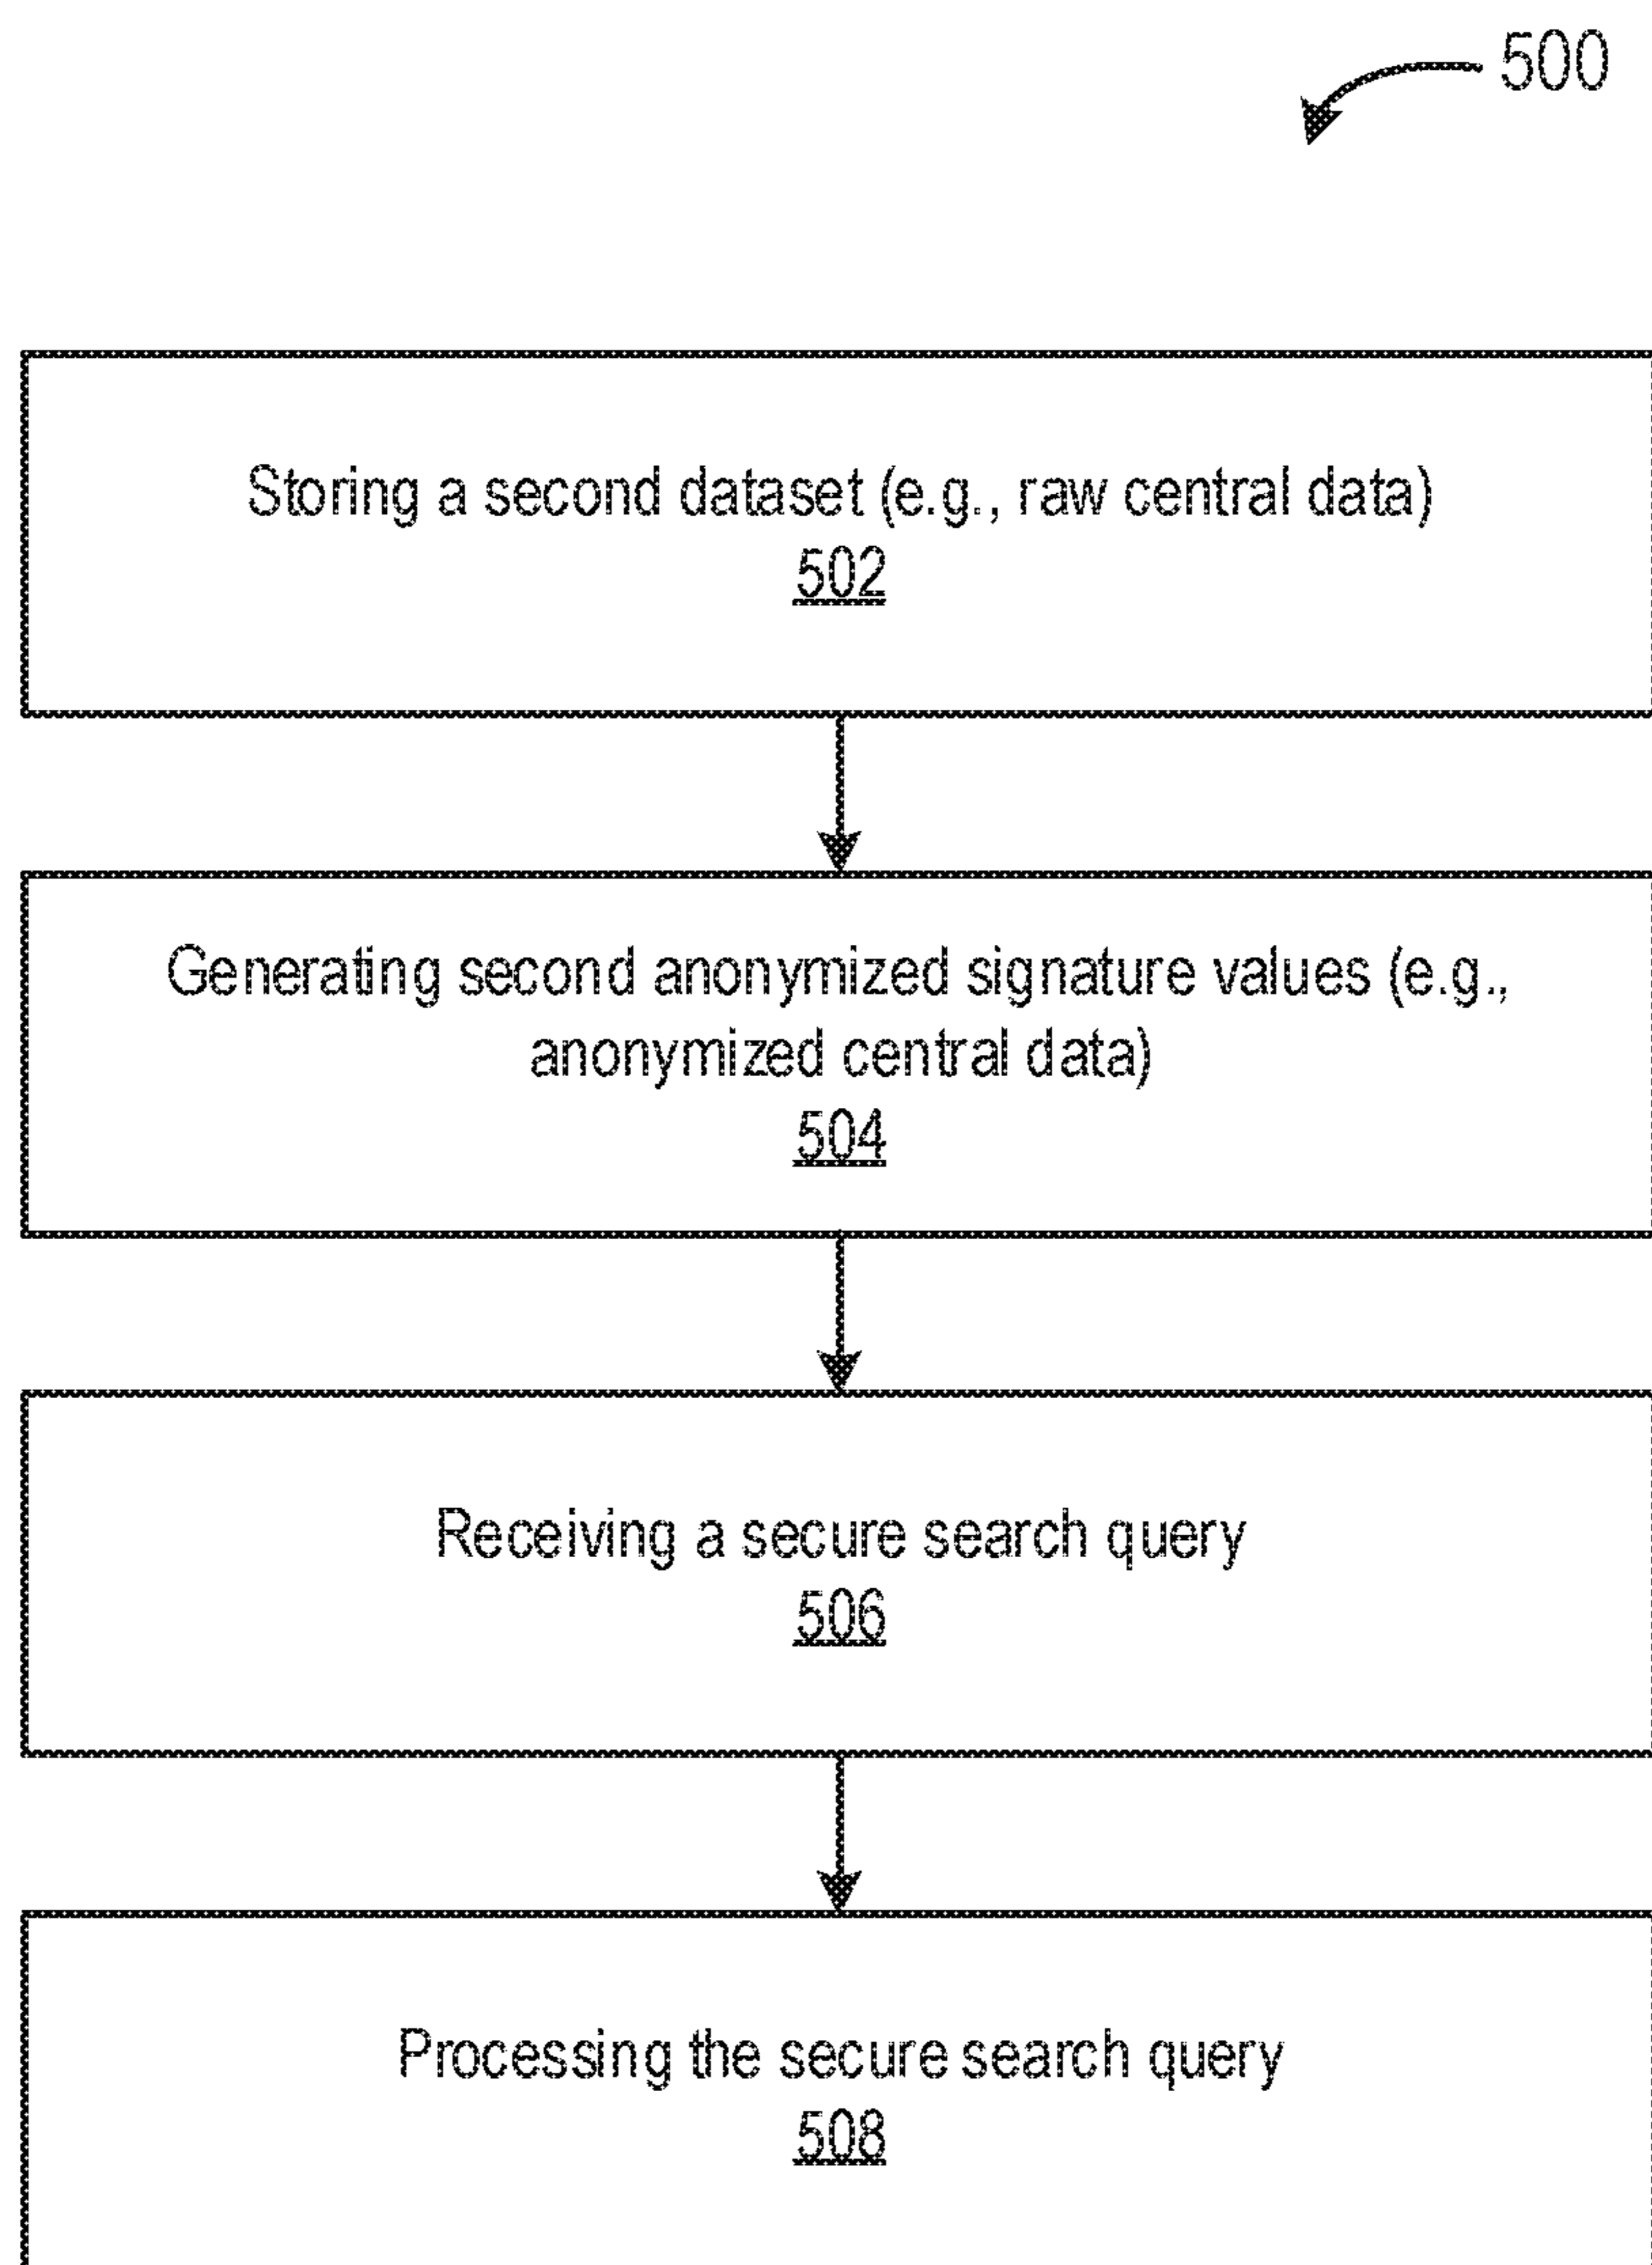 500
Storing a second dataset (e.g., raw central data)
502
Generating second anonymized signature values (e.g.,
anonymized central data)
504
Receiving a secure search query
506
Processing the secure search query
508